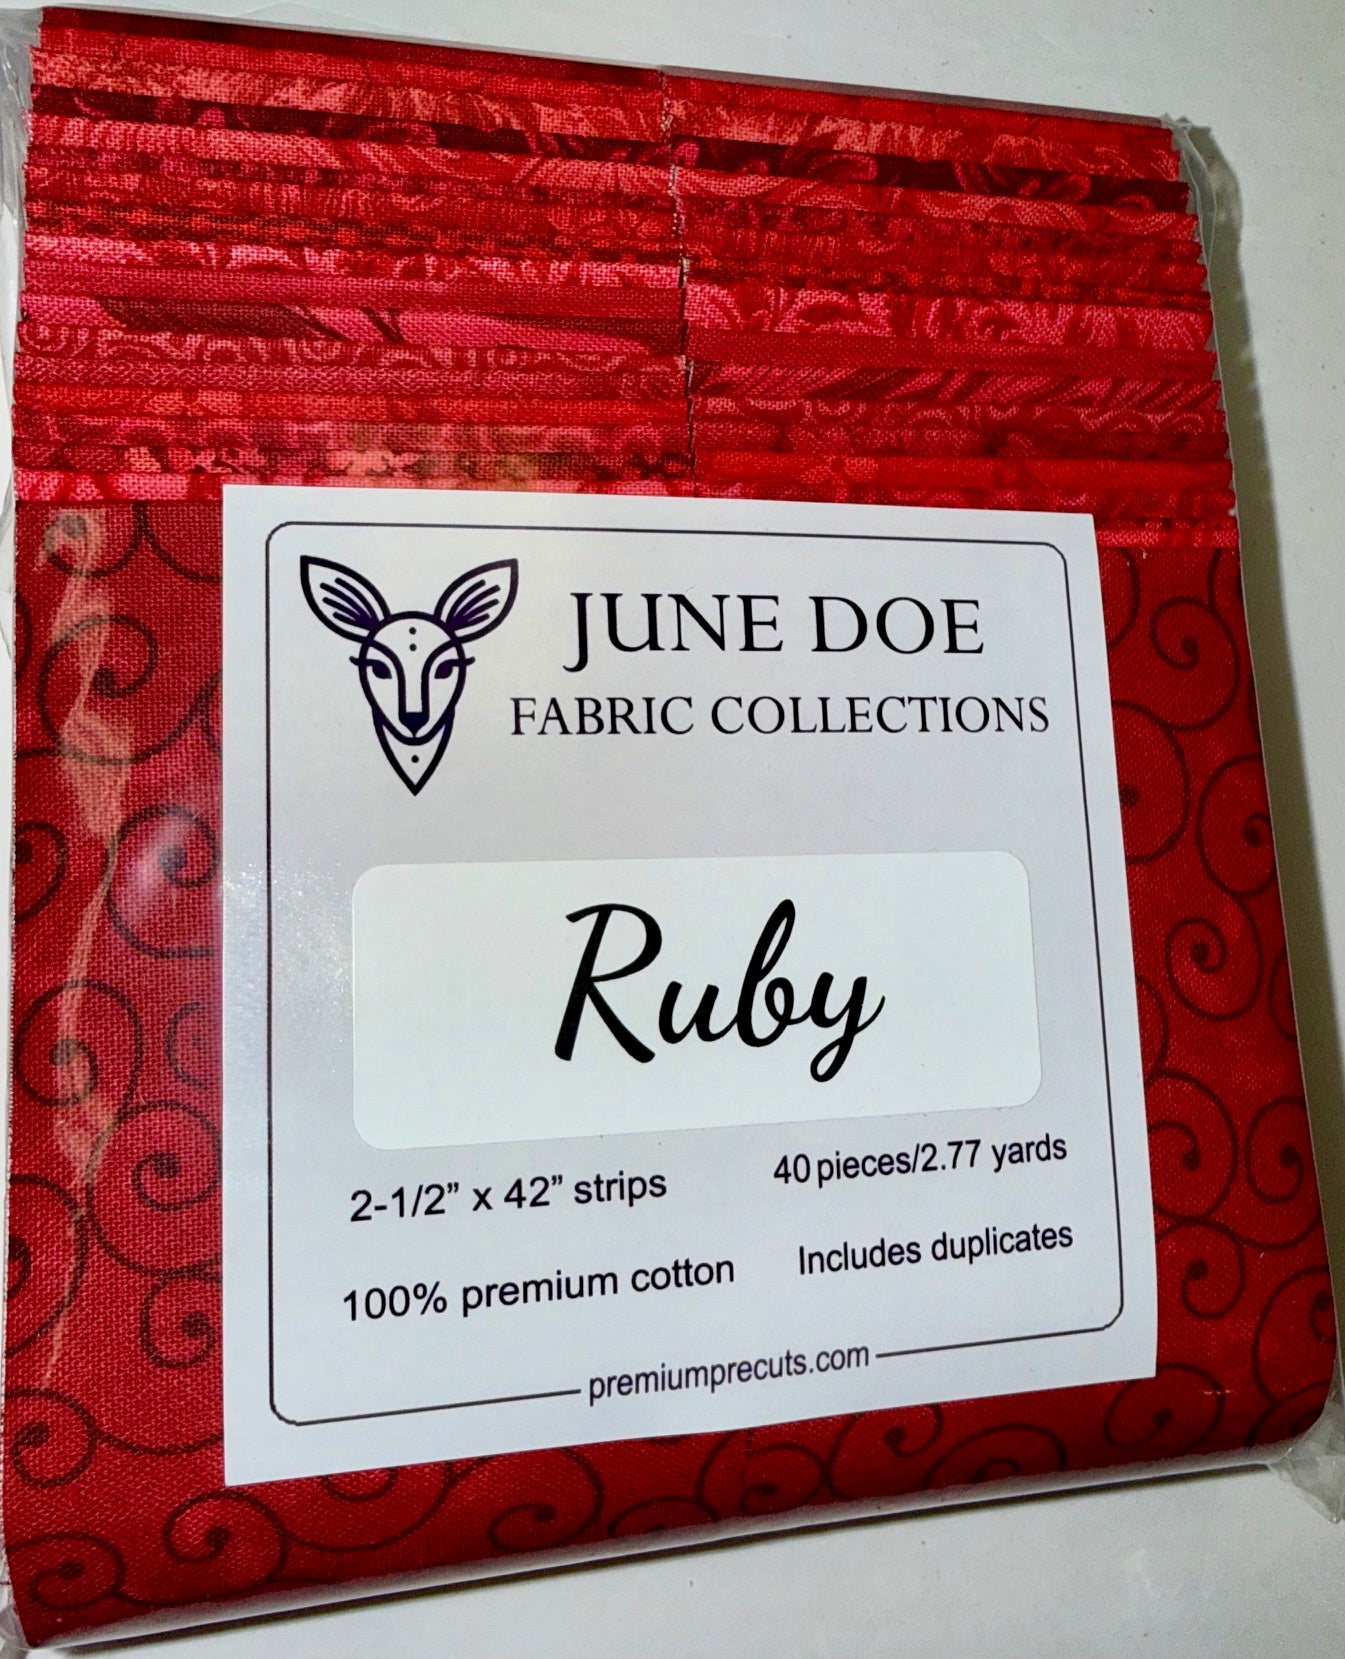 JUNE DOE
FABRIC COLLECTIONS
Ruby
2-1/2” x 42” strips
40 pieces/2.77 yards
100% premium cotton
Includes duplicates
premiumprecuts.com